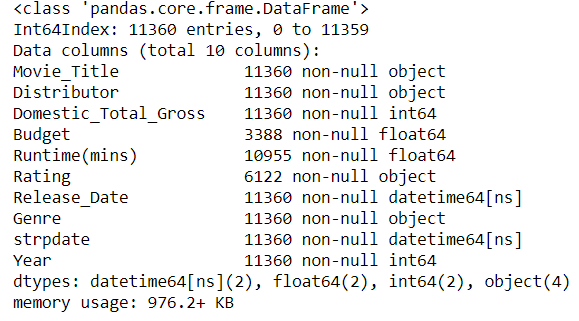 <class 'pandas.core.frame.DataFrame'>
Int64Index: 11360 entries, 0 to 11359
Data columns (total 10 columns):
Movie_Title 11360 non-null object
Distributor 11360 non-null object
Domestic_Total_Gross 11360 non-null int64
Budget 3388 non-null float64
Runtime(mins) 10955 non-null float64
Rating 6122 non-null object
Release_Date 11360 non-null datetime64[ns]
Genre 11360 non-null object
strpdate 11360 non-null datetime64[ns]
Year 11360 non-null int64
dtypes: datetime64[ns](2), float64(2), int64(2), object(4)
memory usage: 976.2+ KB